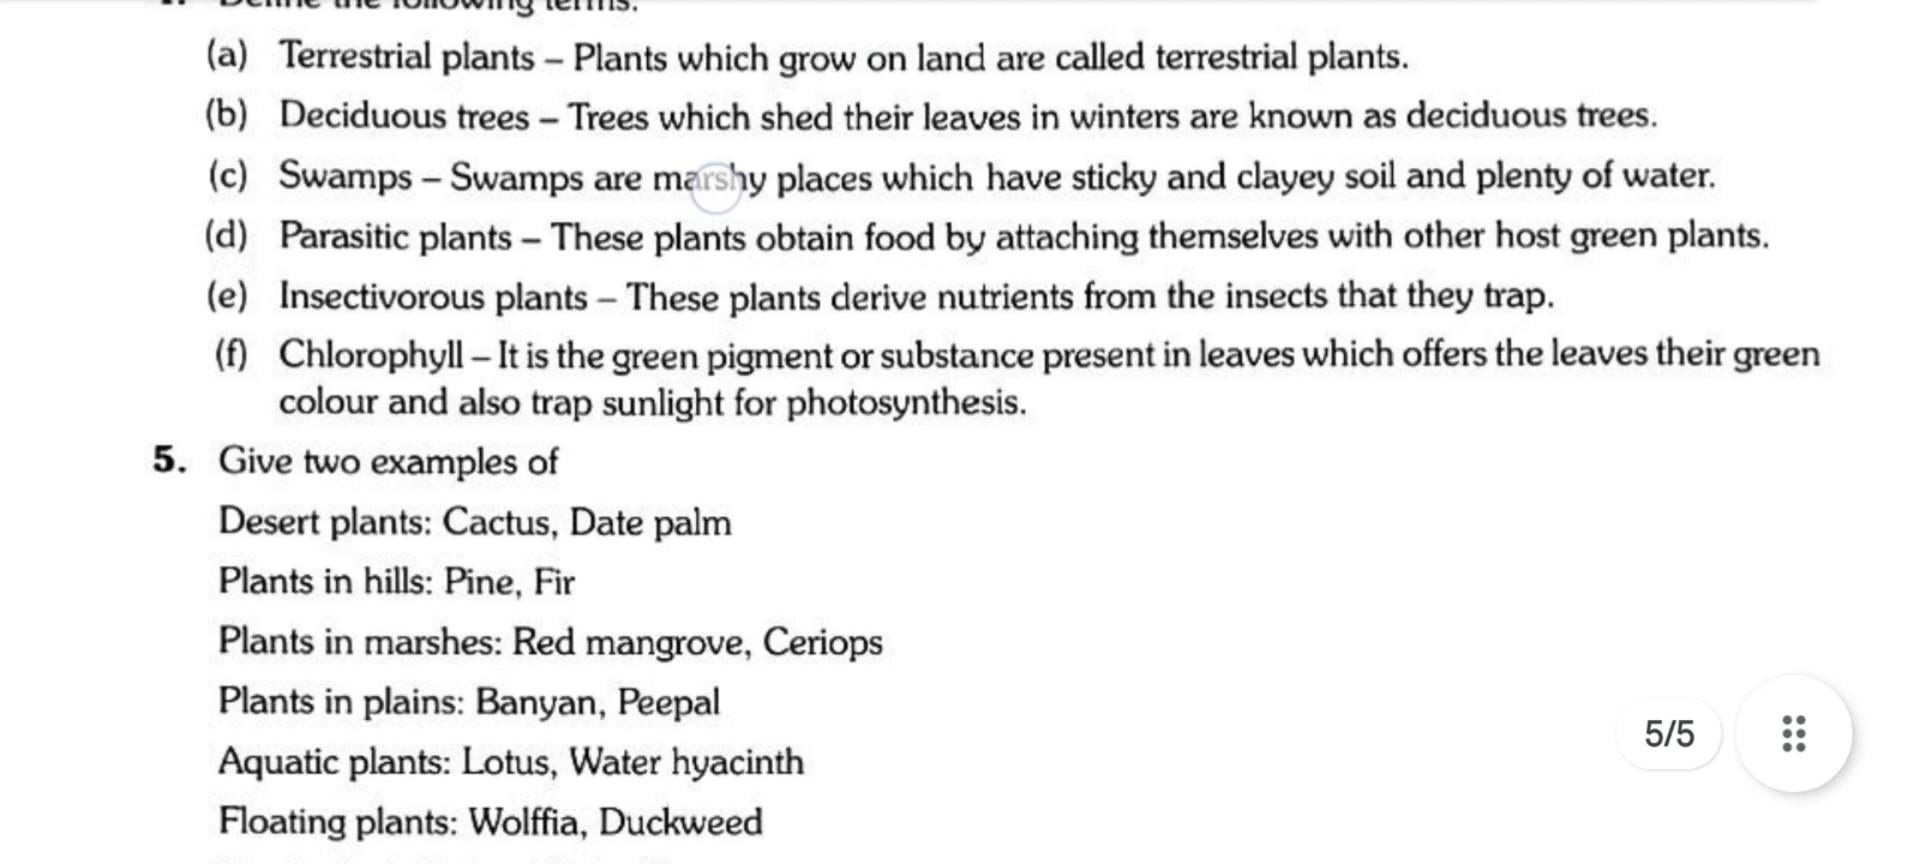 Define the following terms.
(a) Terrestrial plants – Plants which grow on land are called terrestrial plants.
(b) Deciduous trees – Trees which shed their leaves in winters are known as deciduous trees.
(c) Swamps – Swamps are marshy places which have sticky and clayey soil and plenty of water.
(d) Parasitic plants – These plants obtain food by attaching themselves with other host green plants.
(e) Insectivorous plants – These plants derive nutrients from the insects that they trap.
(f) Chlorophyll – It is the green pigment or substance present in leaves which offers the leaves their green
colour and also trap sunlight for photosynthesis.
5. Give two examples of
Desert plants: Cactus, Date palm
Plants in hills: Pine, Fir
Plants in marshes: Red mangrove, Ceriops
Plants in plains: Banyan, Peepal
Aquatic plants: Lotus, Water hyacinth
5/5
Floating plants: Wolffia, Duckweed